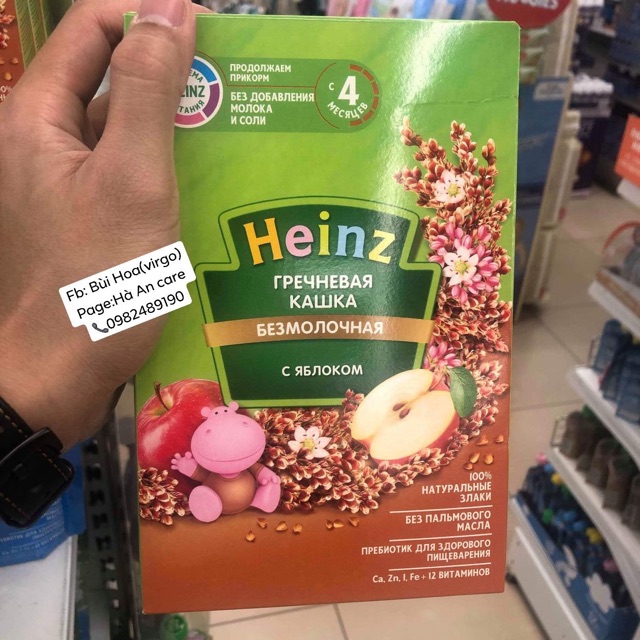 ПРОДОЛЖАЕМ
ПРИКОРМ
БЕЗ ДОБАВЛЕНИЯ
МОЛОКА
И СОЛИ
С 4
МЕСЯЦЕВ
Heinz
ГРЕЧНЕВАЯ
КАШКА
БЕЗМОЛОЧНАЯ
С ЯБЛОКОМ
Fb: Bùi Hoa(virgo)
Page:Hà An care
📞0982489190
100%
НАТУРАЛЬНЫЕ
ЗЛАКИ
БЕЗ ПАЛЬМОВОГО
МАСЛА
ПРЕБИОТИК ДЛЯ ЗДОРОВОГО
ПИЩЕВАРЕНИЯ
Ca, Zn, I, Fe + 12 ВИТАМИНОВ